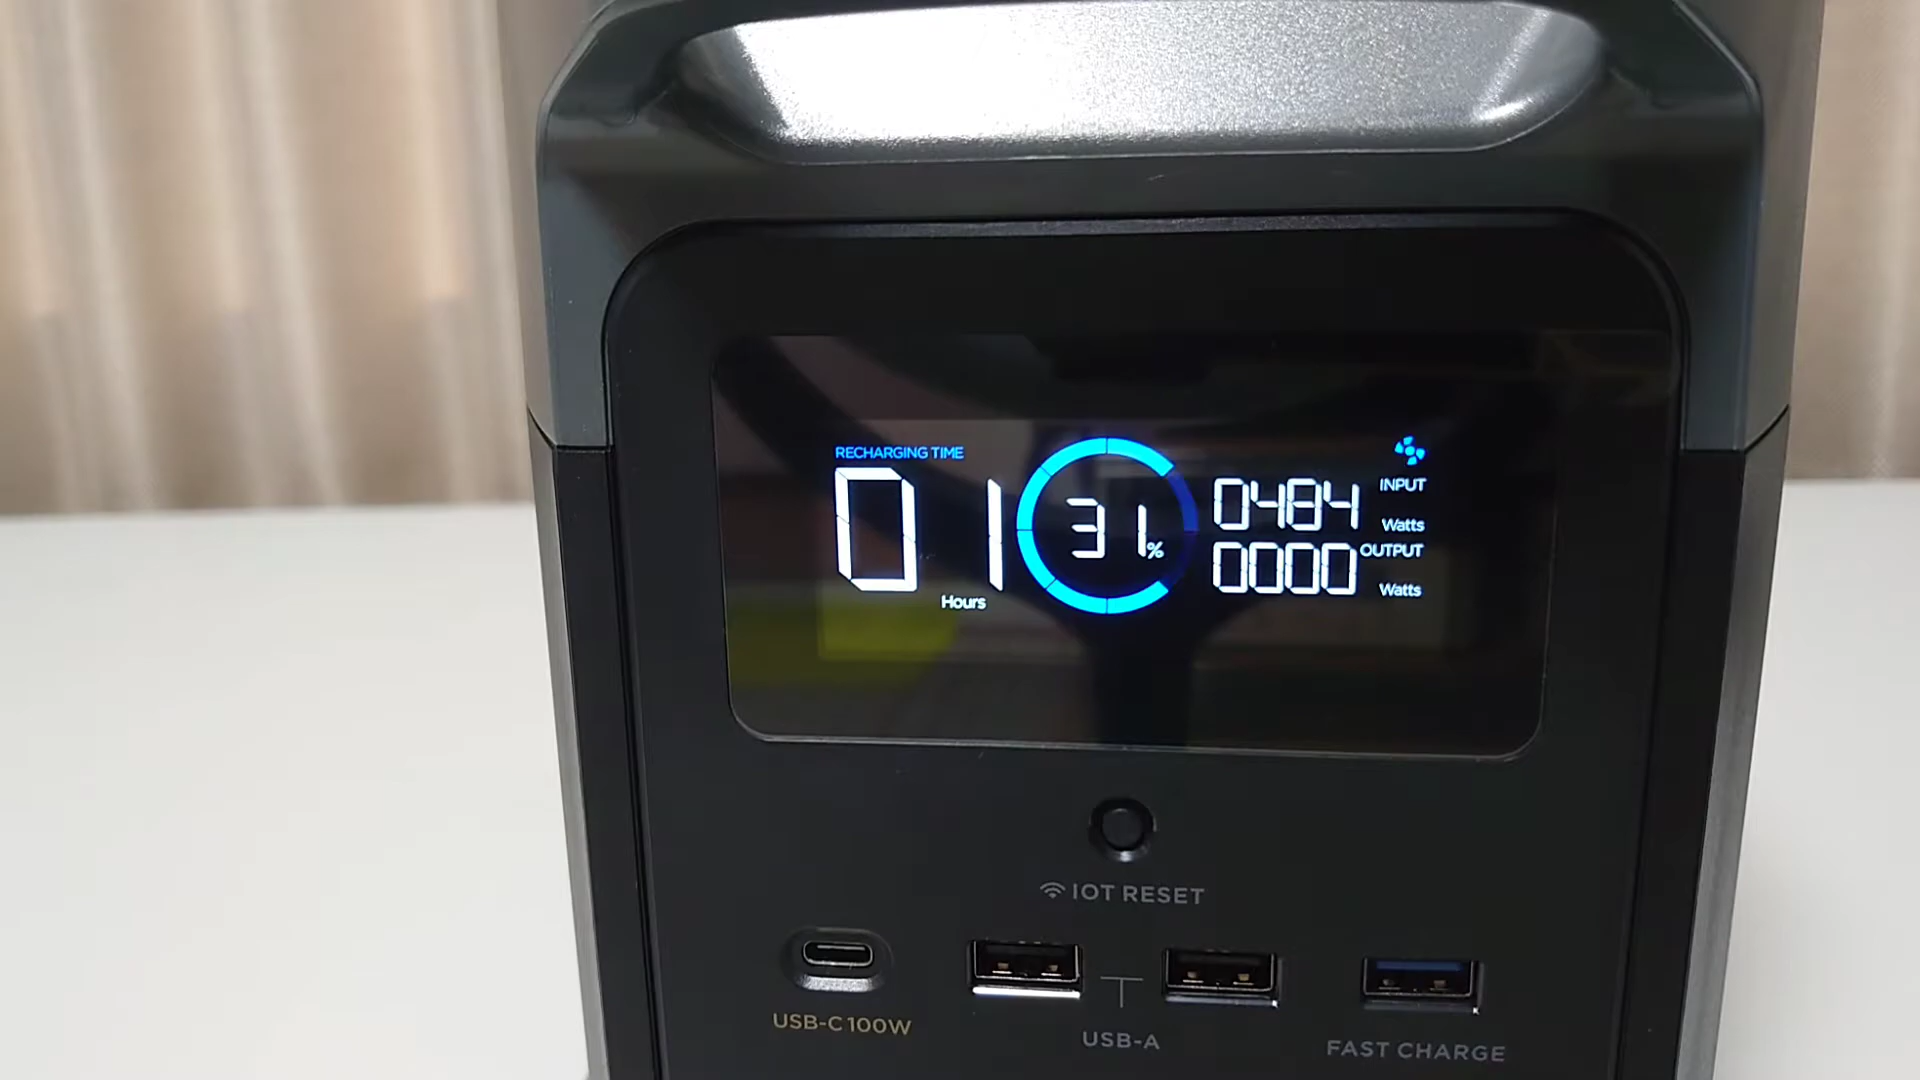 RECHARGING TIME
01
Hours
31%
0484
INPUT
Watts
0000
OUTPUT
Watts
IOT RESET
USB-C 100W
USB-A
FAST CHARGE